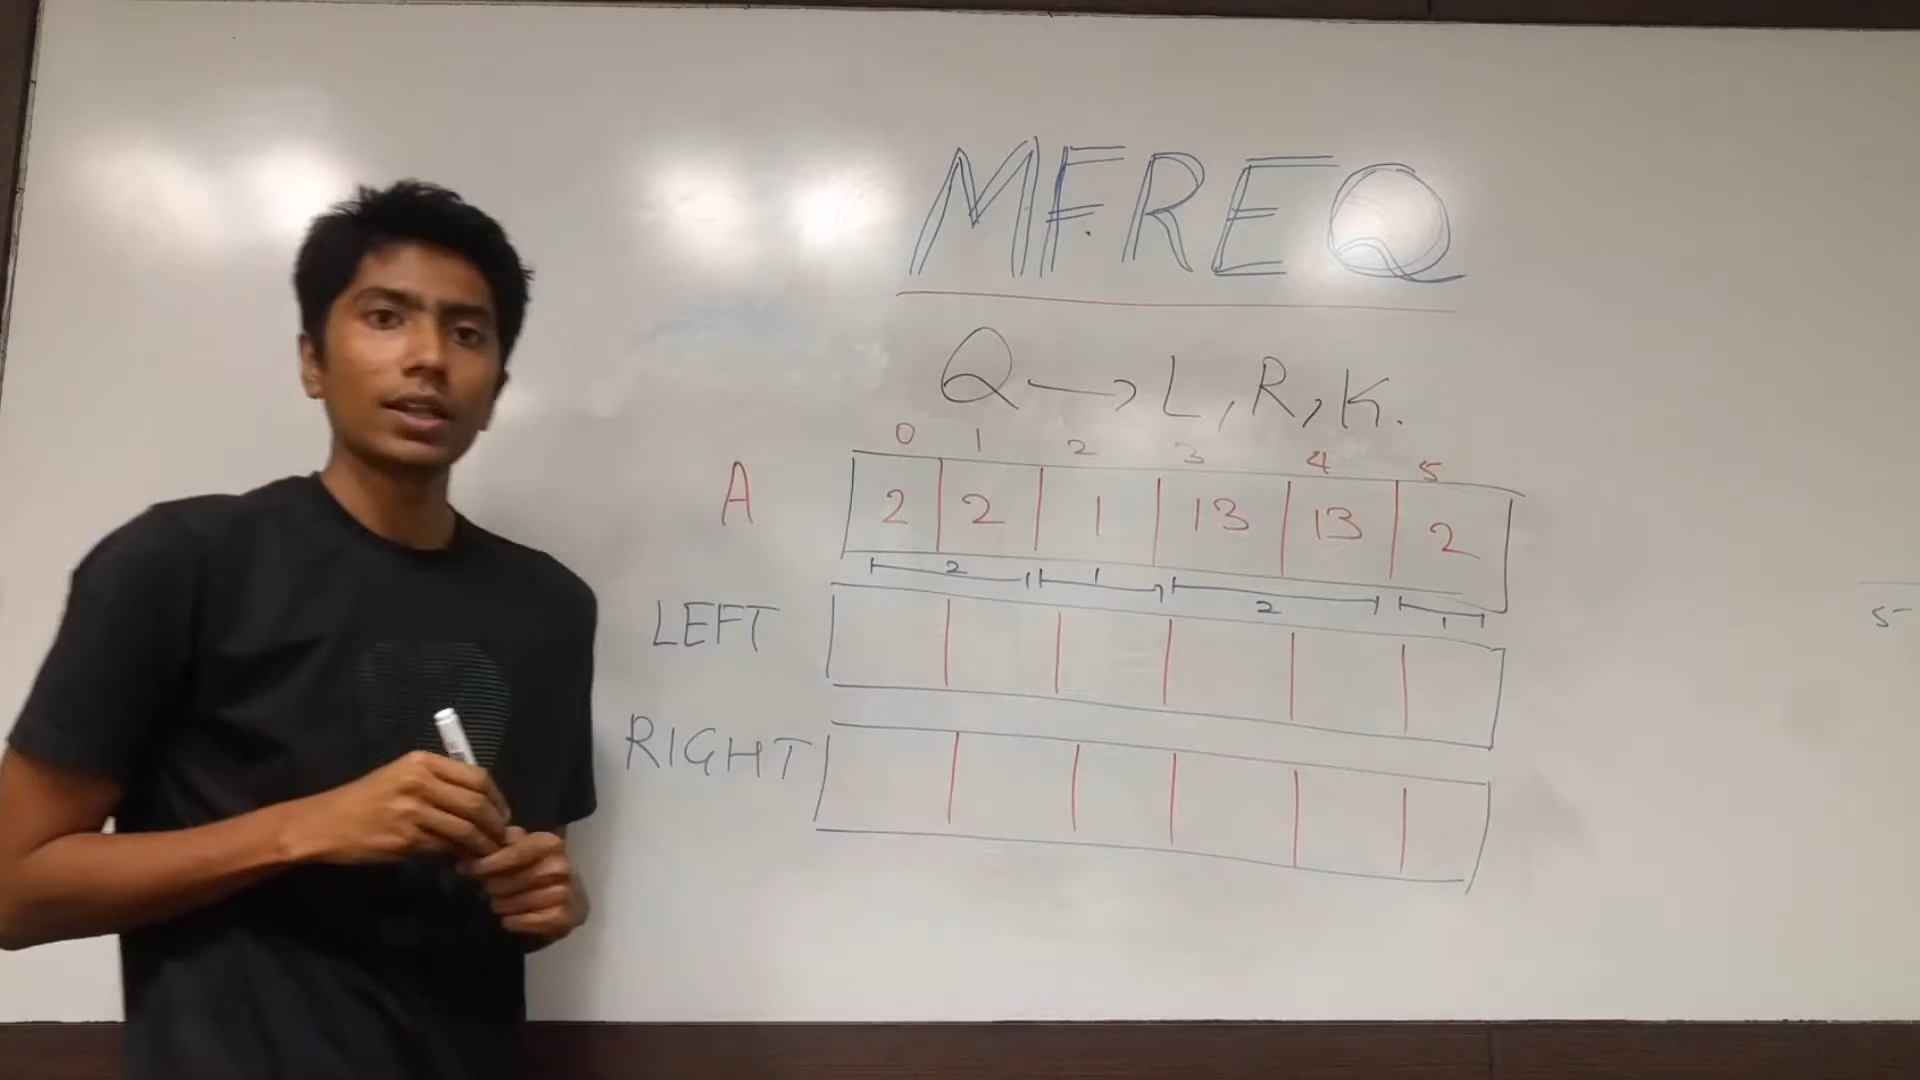 MFREQ
Q → L, R, K.
0 1 2 3 4 5
A 2 2 1 13 13 2
2 1 2 1
LEFT
RIGHT
5